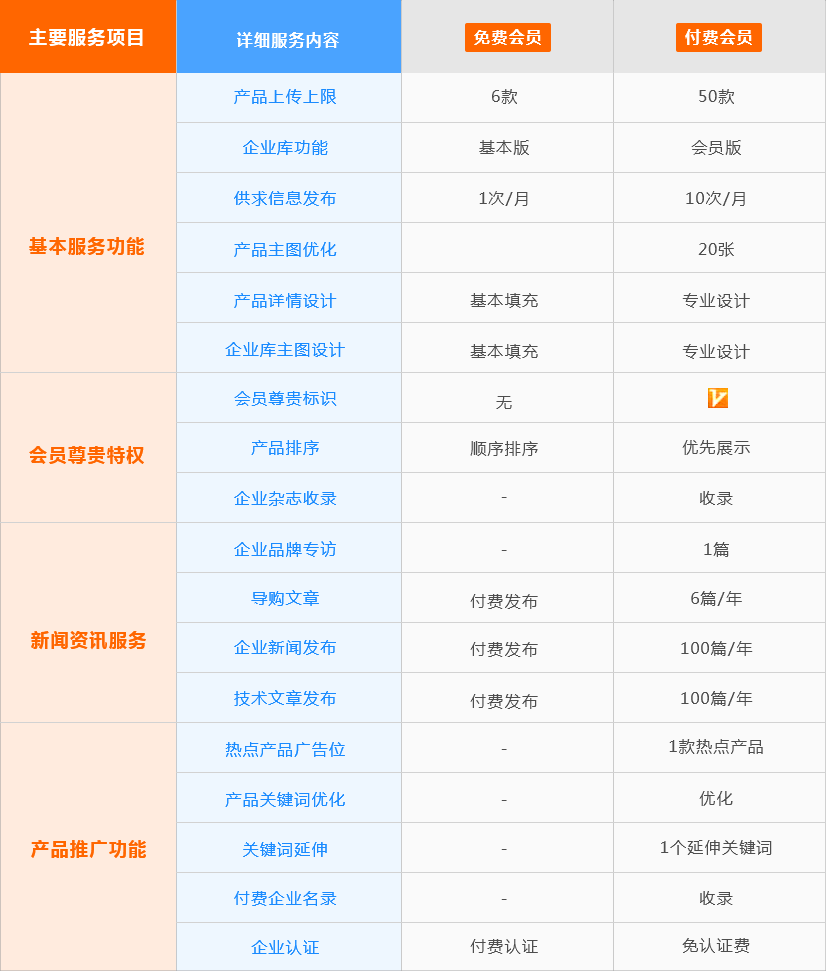 主要服务项目 详细服务内容 免费会员 付费会员
产品上传上限 6款 50款
企业库功能 基本版 会员版
供求信息发布 1次/月 10次/月
基本服务功能
产品主图优化 20张
产品详情设计 基本填充 专业设计
企业库主图设计 基本填充 专业设计
会员尊贵标识 无 V
会员尊贵特权
产品排序 顺序排序 优先展示
企业杂志收录 - 收录
企业品牌专访 - 1篇
导购文章 付费发布 6篇/年
新闻资讯服务
企业新闻发布 付费发布 100篇/年
技术文章发布 付费发布 100篇/年
热点产品广告位 - 1款热点产品
产品关键词优化 - 优化
产品推广功能
关键词延伸 - 1个延伸关键词
付费企业名录 - 收录
企业认证 付费认证 免认证费